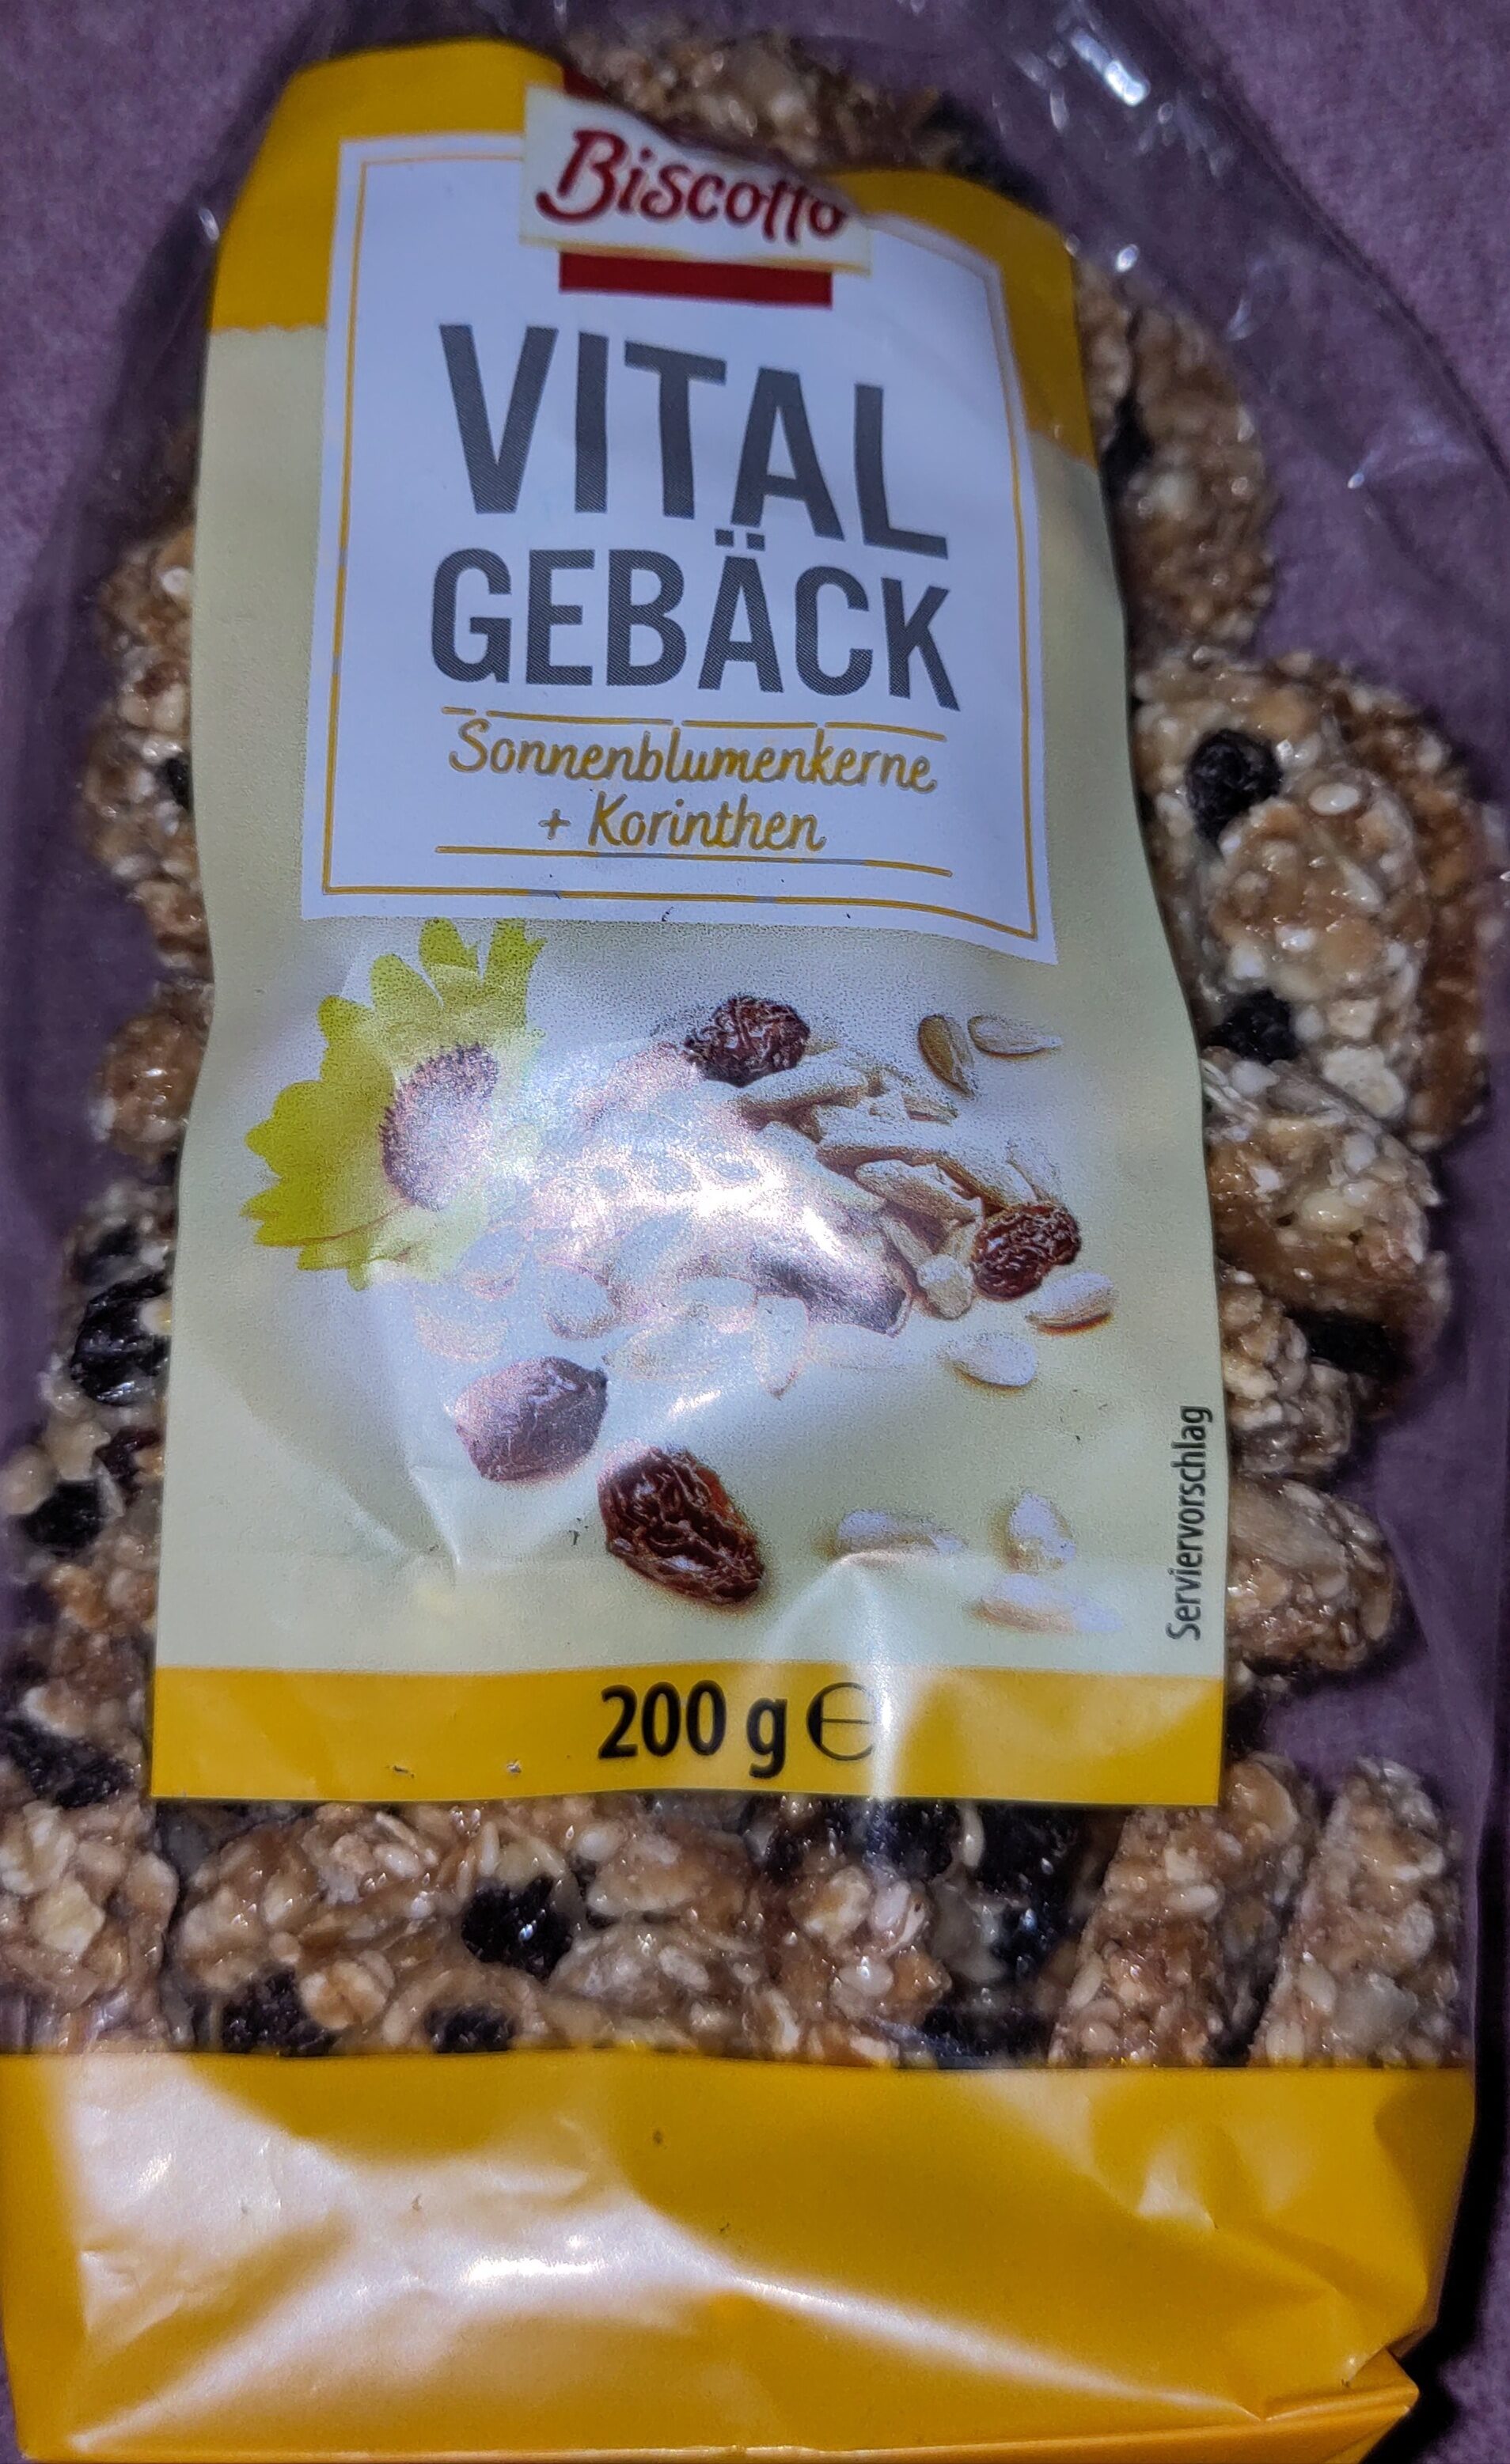 Biscotto
VITAL
GEBÄCK
Sonnenblumenkerne
+ Korinthen
Serviervorschlag
200 g ℮